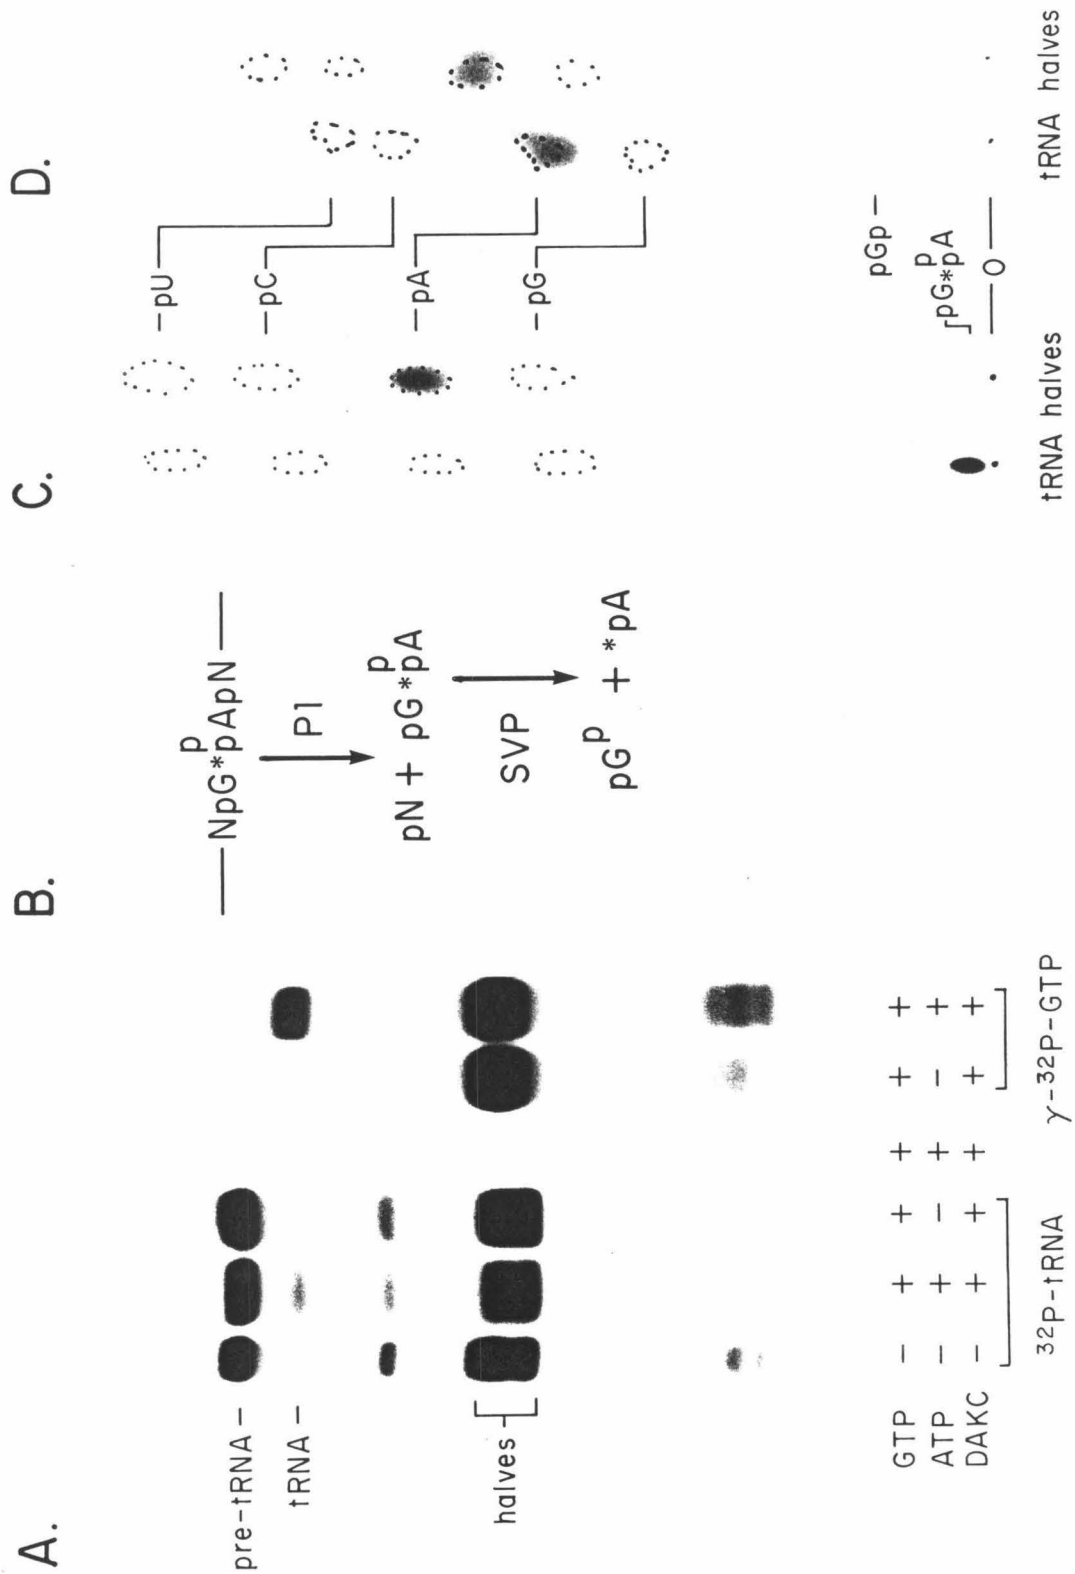 A.
pre-tRNA –
tRNA –
halves
GTP – + + + + +
ATP – + – + – +
DAKC – + + + + +
32P-tRNA
γ-32P-GTP
B.
NpG*pApN
p
P1
pN + pG*pA
p
SVP
pGp + *pA
C.
D.
–pU
–pC
–pA
–pG
pGp –
pG*pA
p
O
tRNA halves
tRNA halves